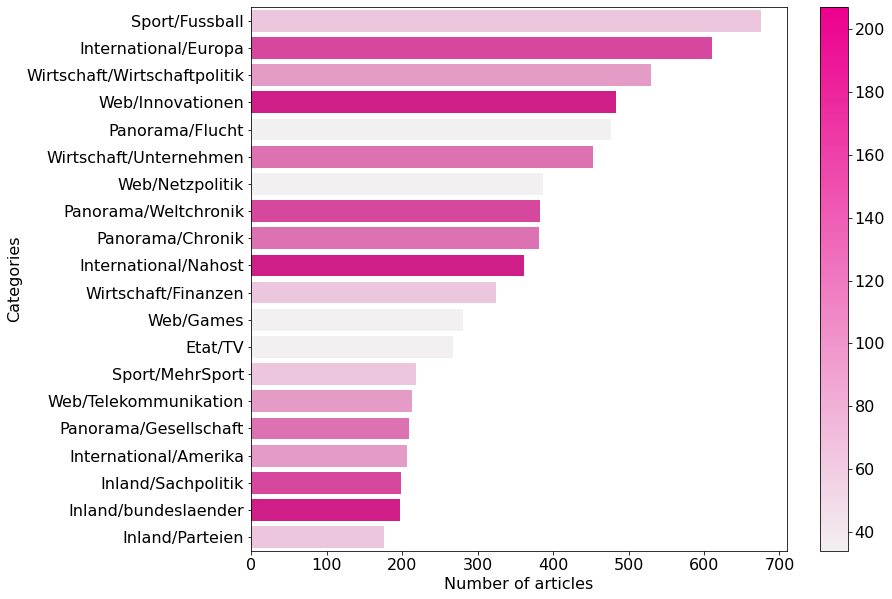 Sport/Fussball
International/Europa
Wirtschaft/Wirtschaftpolitik
Web/Innovationen
Panorama/Flucht
Wirtschaft/Unternehmen
Web/Netzpolitik
Panorama/Weltchronik
Panorama/Chronik
International/Nahost
Wirtschaft/Finanzen
Web/Games
Etat/TV
Sport/MehrSport
Web/Telekommunikation
Panorama/Gesellschaft
International/Amerika
Inland/Sachpolitik
Inland/bundeslaender
Inland/Parteien
Categories
0 100 200 300 400 500 600 700
Number of articles
200
180
160
140
120
100
80
60
40